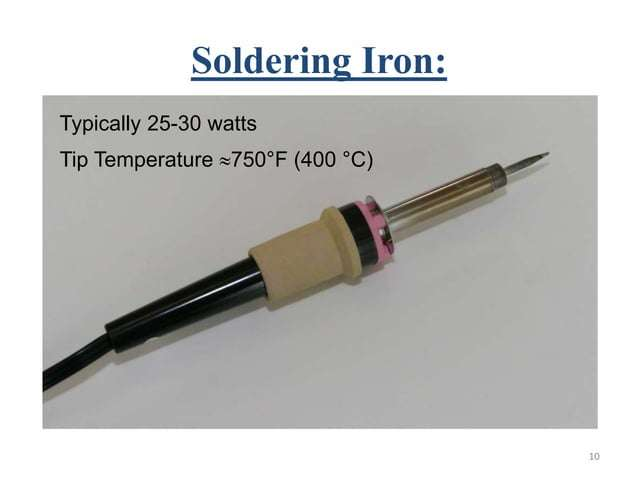 Soldering Iron:
Typically 25-30 watts
Tip Temperature ≈750°F (400 °C)
10